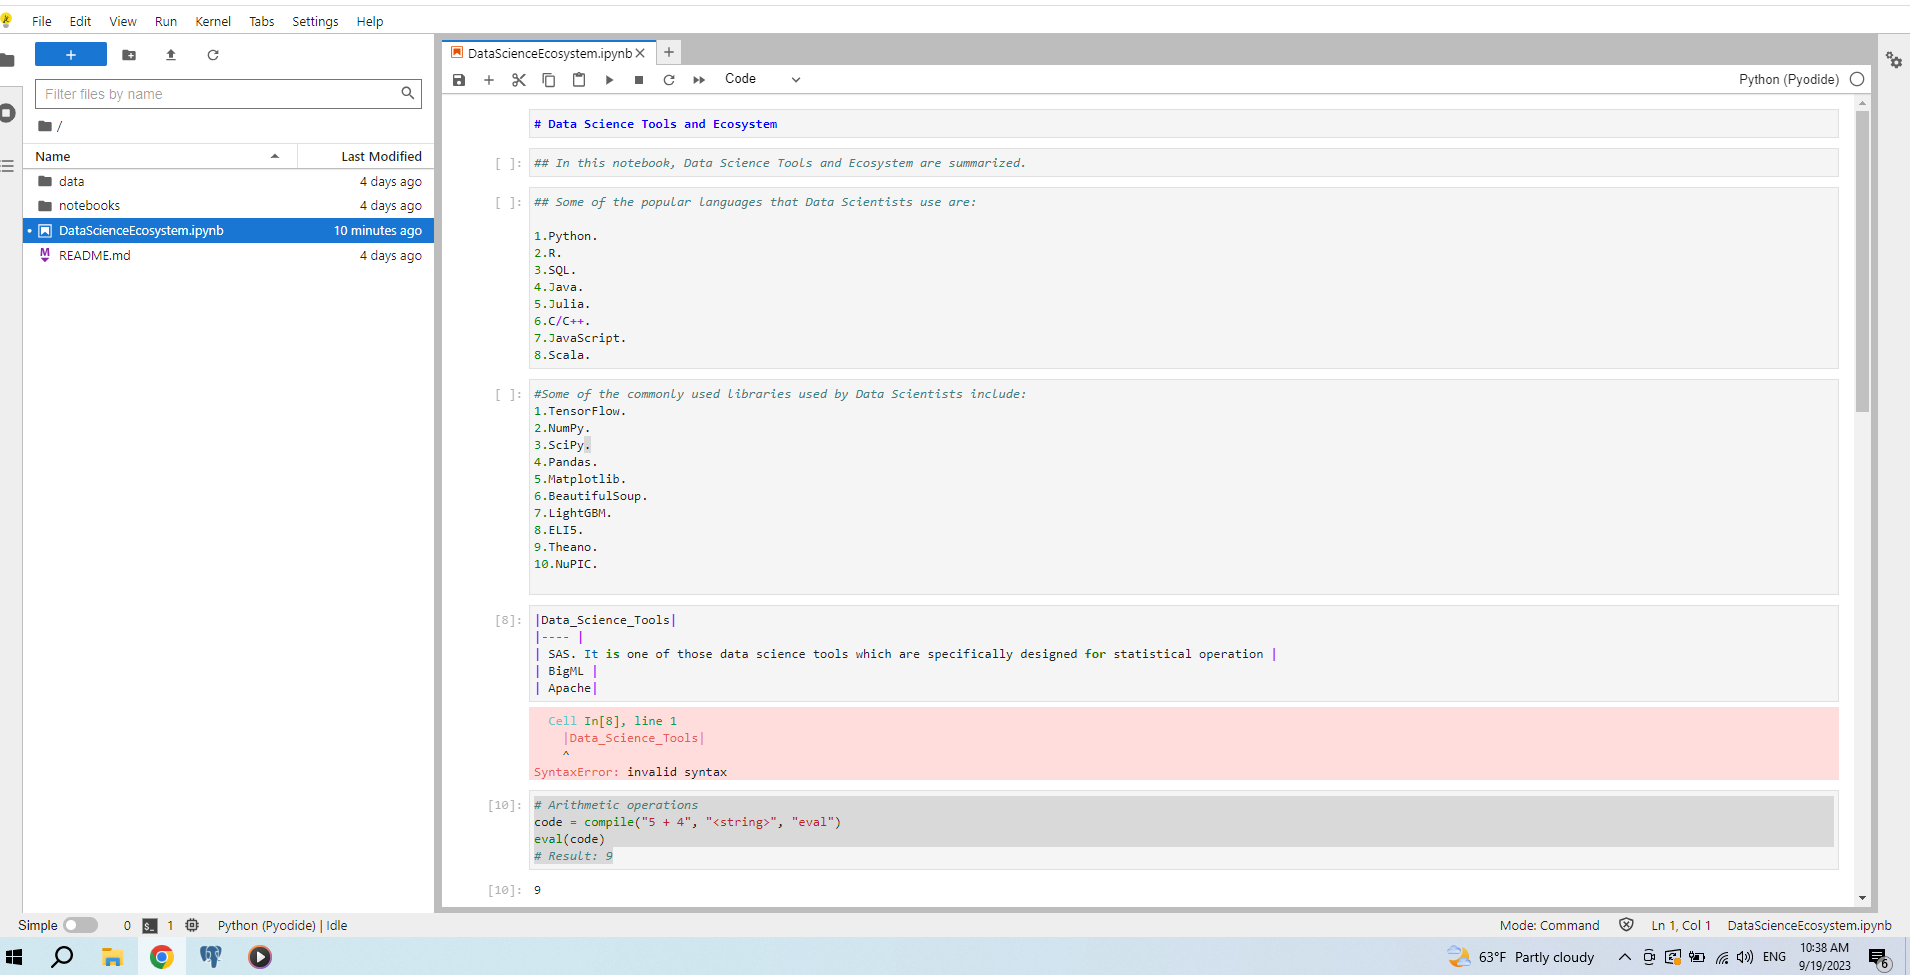 File Edit View Run Kernel Tabs Settings Help
+
Filter files by name
/
Name Last Modified
data 4 days ago
notebooks 4 days ago
DataScienceEcosystem.ipynb 10 minutes ago
README.md 4 days ago
DataScienceEcosystem.ipynb
Code
Python (Pyodide)
# Data Science Tools and Ecosystem
[ ]: ## In this notebook, Data Science Tools and Ecosystem are summarized.
[ ]: ## Some of the popular languages that Data Scientists use are:
1.Python.
2.R.
3.SQL.
4.Java.
5.Julia.
6.C/C++.
7.JavaScript.
8.Scala.
[ ]: #Some of the commonly used libraries used by Data Scientists include:
1.TensorFlow.
2.NumPy.
3.SciPy.
4.Pandas.
5.Matplotlib.
6.BeautifulSoup.
7.LightGBM.
8.ELI5.
9.Theano.
10.NuPIC.
[8]: |Data_Science_Tools|
|---- |
| SAS. It is one of those data science tools which are specifically designed for statistical operation |
| BigML |
| Apache|
Cell In[8], line 1
|Data_Science_Tools|
^
SyntaxError: invalid syntax
[10]: # Arithmetic operations
code = compile("5 + 4", "<string>", "eval")
eval(code)
# Result: 9
[10]: 9
Simple 0 1 Python (Pyodide) | Idle Mode: Command Ln 1, Col 1 DataScienceEcosystem.ipynb
63°F Partly cloudy ENG 10:38 AM
9/19/2023 6